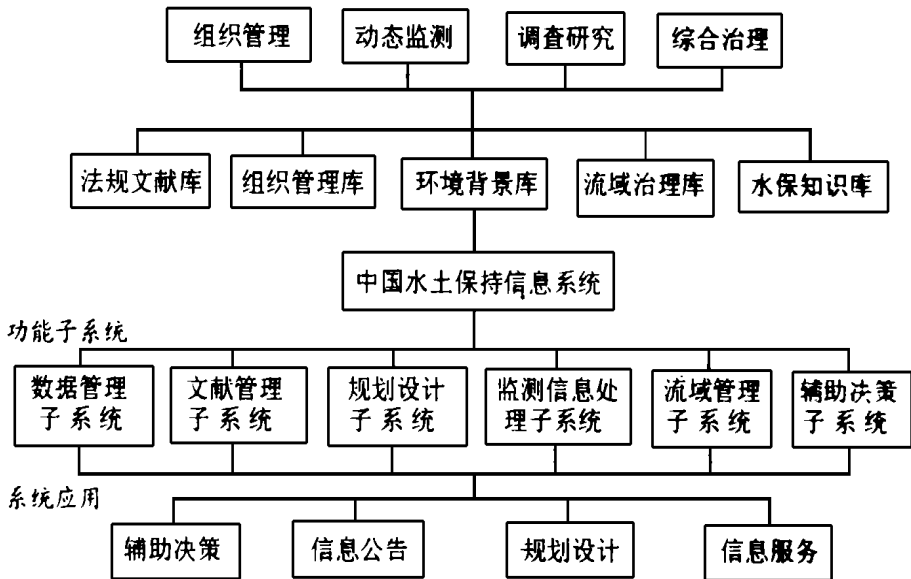 组织管理 动态监测 调查研究 综合治理
法规文献库 组织管理库 环境背景库 流域治理库 水保知识库
中国水土保持信息系统
功能子系统
数据管理 文献管理 规划设计 监测信息处 流域管理 辅助决策
子系统 子系统 子系统 理子系统 子系统 子系统
系统应用
辅助决策 信息公告 规划设计 信息服务